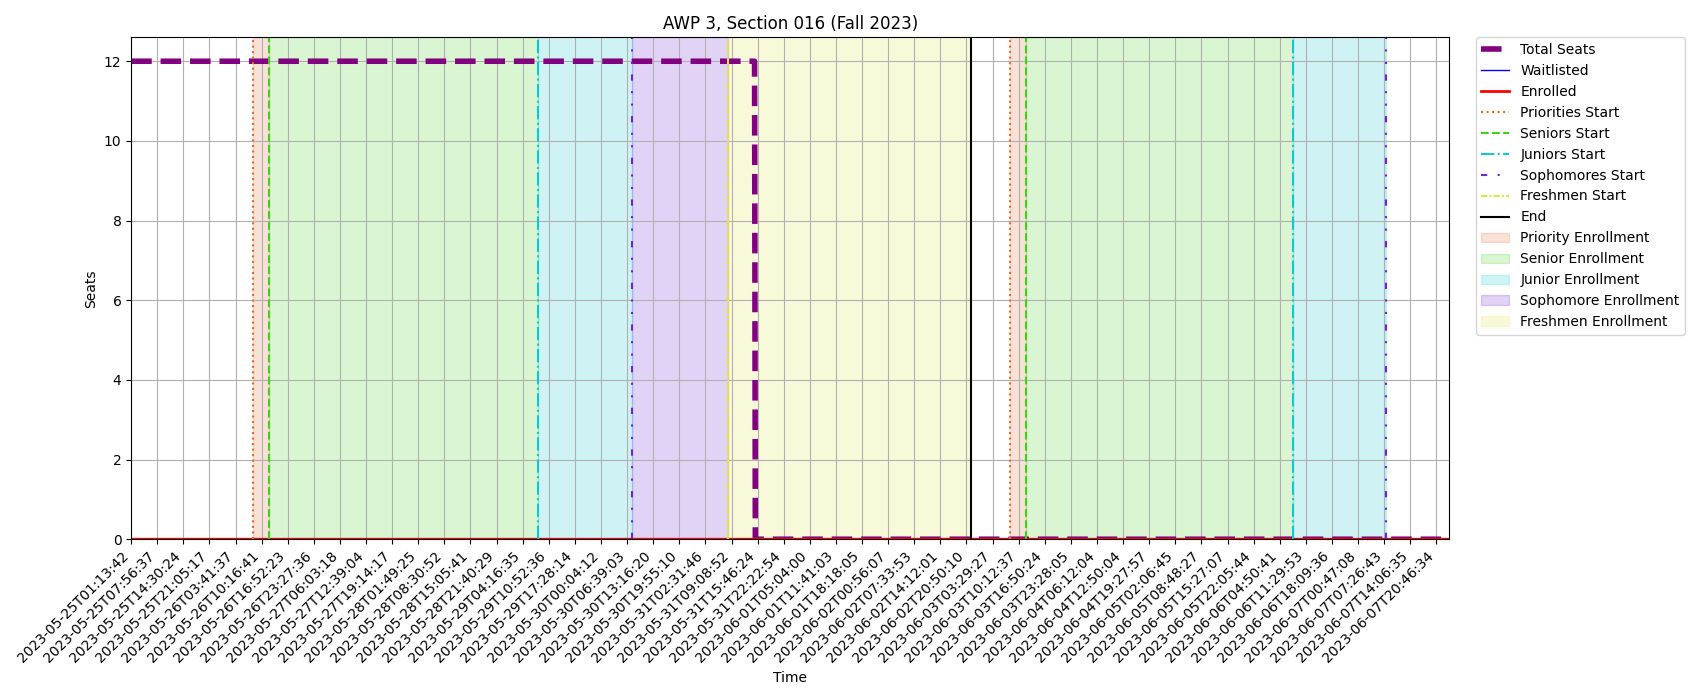 AWP 3, Section 016 (Fall 2023)
Seats
12
10
8
6
4
2
0
2023-05-25T01:13:42
2023-05-25T07:56:37
2023-05-25T14:30:24
2023-05-25T21:05:17
2023-05-26T03:41:37
2023-05-26T10:16:41
2023-05-26T16:52:23
2023-05-26T23:27:36
2023-05-27T06:03:18
2023-05-27T12:39:04
2023-05-27T19:14:17
2023-05-28T01:49:25
2023-05-28T08:30:52
2023-05-28T15:05:41
2023-05-28T21:40:29
2023-05-29T04:16:35
2023-05-29T10:52:36
2023-05-29T17:28:14
2023-05-30T00:04:12
2023-05-30T06:39:03
2023-05-30T13:16:20
2023-05-30T19:55:10
2023-05-31T02:31:46
2023-05-31T09:08:52
2023-05-31T15:46:24
2023-05-31T22:22:54
2023-06-01T05:04:00
2023-06-01T11:41:03
2023-06-01T18:18:05
2023-06-02T00:56:07
2023-06-02T07:33:53
2023-06-02T14:12:01
2023-06-02T20:50:10
2023-06-03T03:29:27
2023-06-03T10:12:37
2023-06-03T16:50:24
2023-06-03T23:28:05
2023-06-04T06:12:04
2023-06-04T12:50:04
2023-06-04T19:27:57
2023-06-05T02:06:45
2023-06-05T08:48:27
2023-06-05T15:27:07
2023-06-05T22:05:44
2023-06-06T04:50:41
2023-06-06T11:29:53
2023-06-06T18:09:36
2023-06-07T00:47:08
2023-06-07T07:26:43
2023-06-07T14:06:35
2023-06-07T20:46:34
Time
Total Seats
Waitlisted
Enrolled
Priorities Start
Seniors Start
Juniors Start
Sophomores Start
Freshmen Start
End
Priority Enrollment
Senior Enrollment
Junior Enrollment
Sophomore Enrollment
Freshmen Enrollment